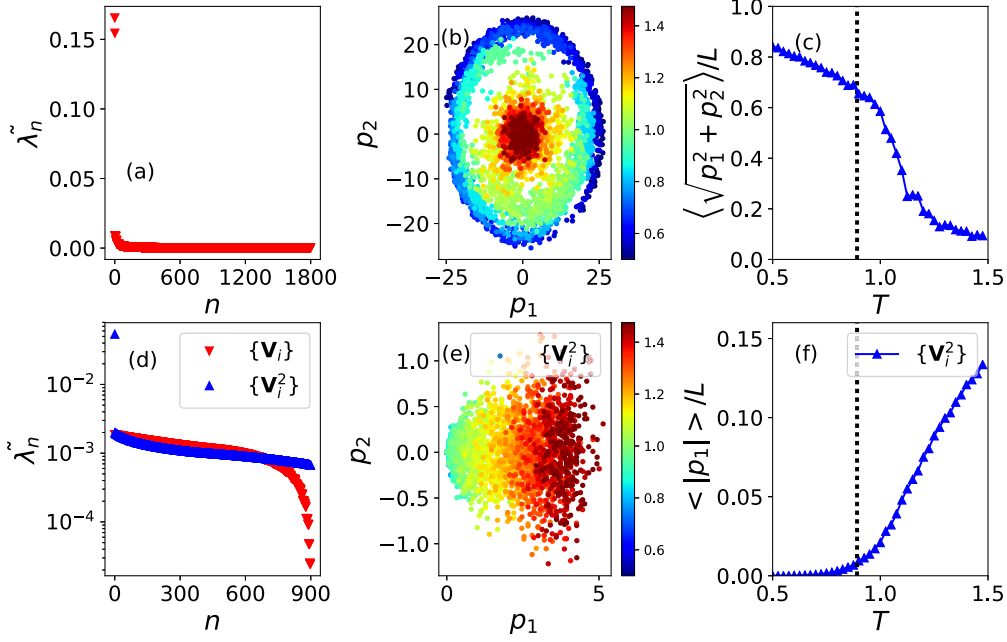 0.15
0.10
0.05
0.00
λ̃ₙ
(a)
0
600
1200
1800
n
20
10
0
−10
−20
p₂
(b)
−25
0
25
p₁
1.4
1.2
1.0
0.8
0.6
1.0
0.8
0.6
0.4
0.2
0.0
⟨√(p₁² + p₂²)⟩/L
(c)
0.5
1.0
1.5
T
10⁻²
10⁻³
10⁻⁴
λ̃ₙ
(d)
{𝐕ᵢ}
{𝐕ᵢ²}
0
300
600
900
n
1.0
0.5
0.0
−0.5
−1.0
p₂
(e)
{𝐕ᵢ²}
0
5
p₁
1.4
1.2
1.0
0.8
0.6
0.15
0.10
0.05
0.00
< |p₁| > /L
(f)
{𝐕ᵢ²}
0.5
1.0
1.5
T